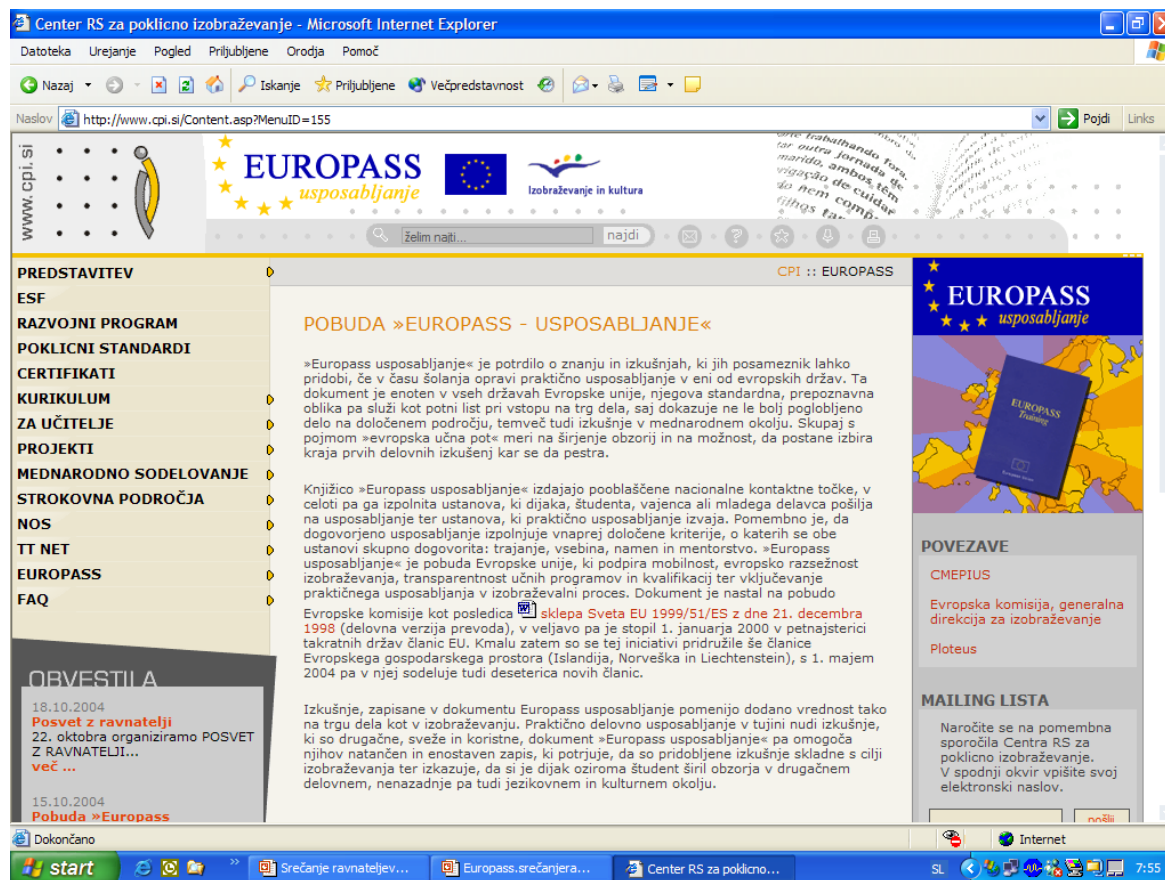 Center RS za poklicno izobraževanje - Microsoft Internet Explorer
Datoteka Urejanje Pogled Priljubljene Orodja Pomoč
Nazaj Iskanje Priljubljene Večpredstavnost
Naslov http://www.cpi.si/Content.asp?MenuID=155 Pojdi Links
www.cpi.si
EUROPASS
usposabljanje
Izobraževanje in kultura
tar outra jornada fora,
marido, ambos têm
do nem cuidar
želim najti... najdi
PREDSTAVITEV
ESF
RAZVOJNI PROGRAM
POKLICNI STANDARDI
CERTIFIKATI
KURIKULUM
ZA UČITELJE
PROJEKTI
MEDNARODNO SODELOVANJE
STROKOVNA PODROČJA
NOS
TT NET
EUROPASS
FAQ
OBVESTILA
18.10.2004
Posvet z ravnatelji
22. oktobra organiziramo POSVET
Z RAVNATELJI...
več ...
15.10.2004
Pobuda »Europass
CPI :: EUROPASS
POBUDA »EUROPASS - USPOSABLJANJE«
»Europass usposabljanje« je potrdilo o znanju in izkušnjah, ki jih posameznik lahko
pridobi, če v času šolanja opravi praktično usposabljanje v eni od evropskih držav. Ta
dokument je enoten v vseh državah Evropske unije, njegova standardna, prepoznavna
oblika pa služi kot potni list pri vstopu na trg dela, saj dokazuje ne le bolj poglobljeno
delo na določenem področju, temveč tudi izkušnje v mednarodnem okolju. Skupaj s
pojmom »evropska učna pot« meri na širjenje obzorij in na možnost, da postane izbira
kraja prvih delovnih izkušenj kar se da pestra.
Knjižico »Europass usposabljanje« izdajajo pooblaščene nacionalne kontaktne točke, v
celoti pa ga izpolnita ustanova, ki dijaka, študenta, vajenca ali mladega delavca pošilja
na usposabljanje ter ustanova, ki praktično usposabljanje izvaja. Pomembno je, da
dogovorjeno usposabljanje izpolnjuje vnaprej določene kriterije, o katerih se obe
ustanovi skupno dogovorita: trajanje, vsebina, namen in mentorstvo. »Europass
usposabljanje« je pobuda Evropske unije, ki podpira mobilnost, evropsko razsežnost
izobraževanja, transparentnost učnih programov in kvalifikacij ter vključevanje
praktičnega usposabljanja v izobraževalni proces. Dokument je nastal na pobudo
Evropske komisije kot posledica sklepa Sveta EU 1999/51/ES z dne 21. decembra
1998 (delovna verzija prevoda), v veljavo pa je stopil 1. januarja 2000 v petnajsterici
takratnih držav članic EU. Kmalu zatem so se tej iniciativi pridružile še članice
Evropskega gospodarskega prostora (Islandija, Norveška in Liechtenstein), s 1. majem
2004 pa v njej sodeluje tudi deseterica novih članic.
Izkušnje, zapisane v dokumentu Europass usposabljanje pomenijo dodano vrednost tako
na trgu dela kot v izobraževanju. Praktično delovno usposabljanje v tujini nudi izkušnje,
ki so drugačne, sveže in koristne, dokument »Europass usposabljanje« pa omogoča
njihov natančen in enostaven zapis, ki potrjuje, da so pridobljene izkušnje skladne s cilji
izobraževanja ter izkazuje, da si je dijak oziroma študent širil obzorja v drugačnem
delovnem, nenazadnje pa tudi jezikovnem in kulturnem okolju.
EUROPASS
usposabljanje
EUROPASS
Training
POVEZAVE
CMEPIUS
Evropska komisija, generalna
direkcija za izobraževanje
Ploteus
MAILING LISTA
Naročite se na pomembna
sporočila Centra RS za
poklicno izobraževanje.
V spodnji okvir vpišite svoj
elektronski naslov.
pošlji
Dokončano Internet
start Srečanje ravnateljev... Europass.srečanjera... Center RS za poklicno... SL 7:55